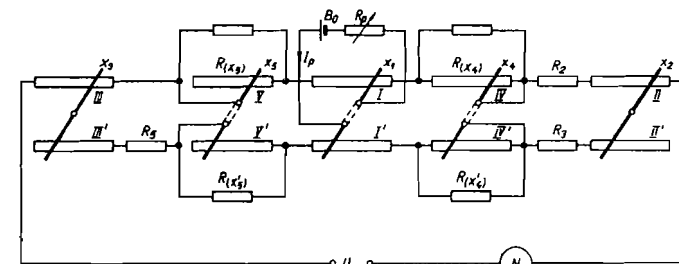 B₀ Rₚ
x₃ R(x₅) x₅ Iₚ x₁ R(x₄) x₄ R₂ x₂
III V I IV II
III' R₅ V' I' IV' R₃ II'
R(x'₅) R(x'₄)
U N